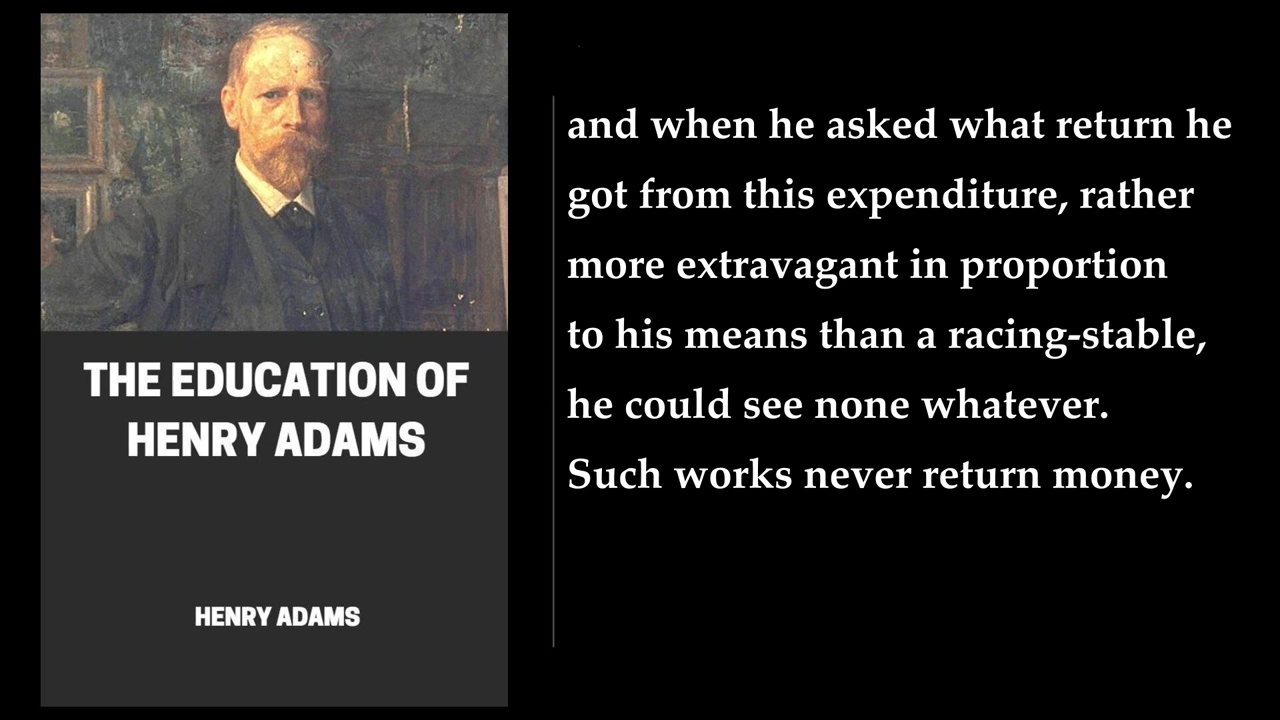 THE EDUCATION OF
HENRY ADAMS
HENRY ADAMS
and when he asked what return he
got from this expenditure, rather
more extravagant in proportion
to his means than a racing-stable,
he could see none whatever.
Such works never return money.